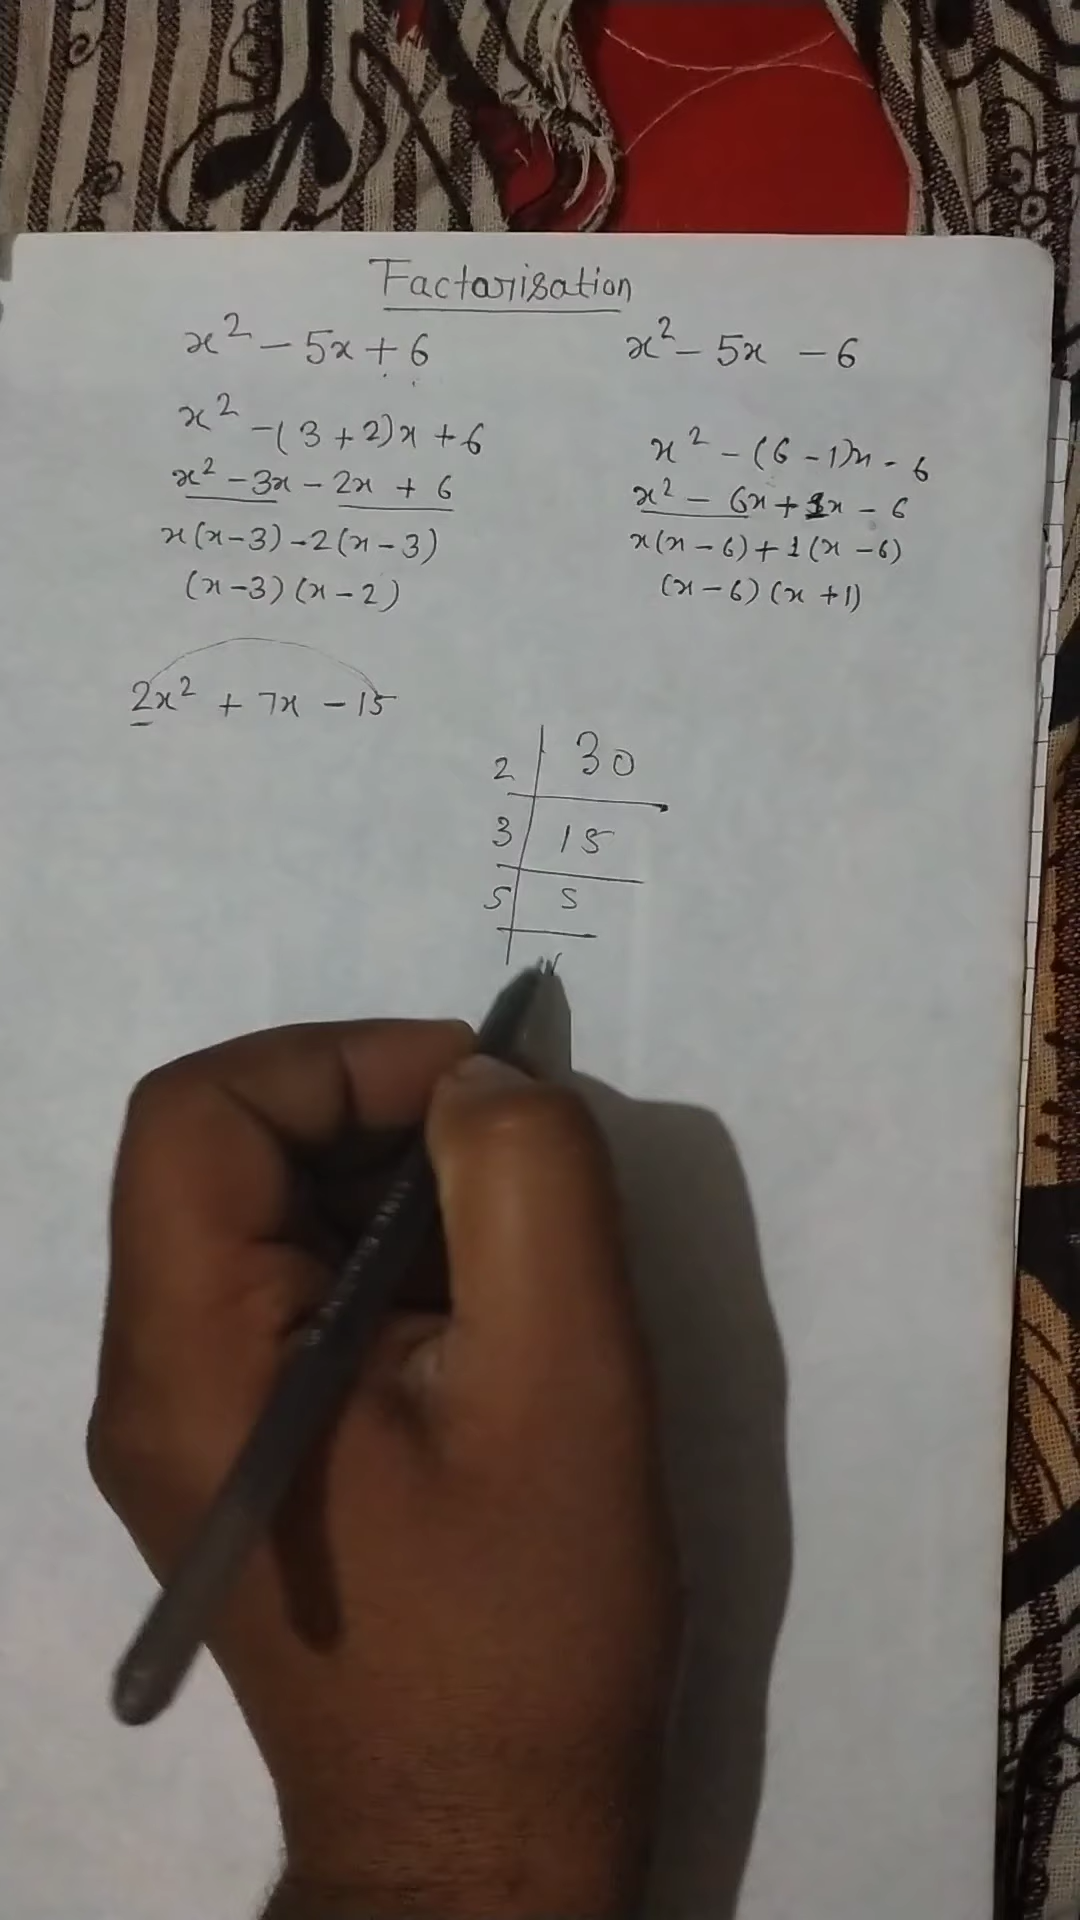 Factorisation
x² - 5x + 6
x² - (3 + 2)x + 6
x² - 3x - 2x + 6
x(x-3) -2(x-3)
(x-3) (x-2)
x² - 5x - 6
x² - (6 - 1)x - 6
x² - 6x + 1x - 6
x(x - 6) + 1(x - 6)
(x - 6) (x + 1)
2x² + 7x - 15
2 | 30
3 | 15
5 | 5